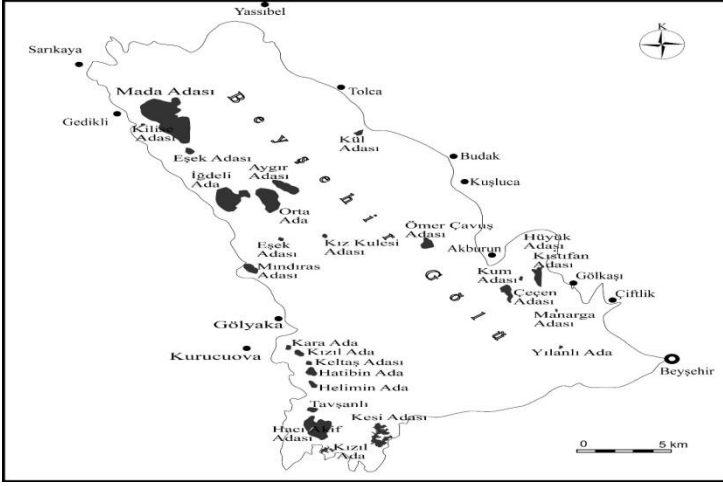 Yassıbel
K
Sarıkaya
Mada Adası
Tolca
Gedikli
Kilise
Adası
Beyşehir Gölü
Kül
Adası
Eşek Adası
Budak
İğdeli
Ada
Aygır
Adası
Kuşluca
Orta
Ada
Ömer Çavuş
Adası
Hüyük
Adası
Eşek
Adası
Kız Kulesi
Adası
Akburun
Kıstıfan
Adası
Mındıras
Adası
Kum
Adası
Gölkaşı
Çeçen
Adası
Çiftlik
Manarga
Adası
Gölyaka
Kara Ada
Kızıl Ada
Yılanlı Ada
Kurucuova
Keltaş Adası
Beyşehir
Hatibin Ada
Helimin Ada
Tavşanlı
Kesi Adası
Hacı Akif
Adası
Kızıl
Ada
0 5 km